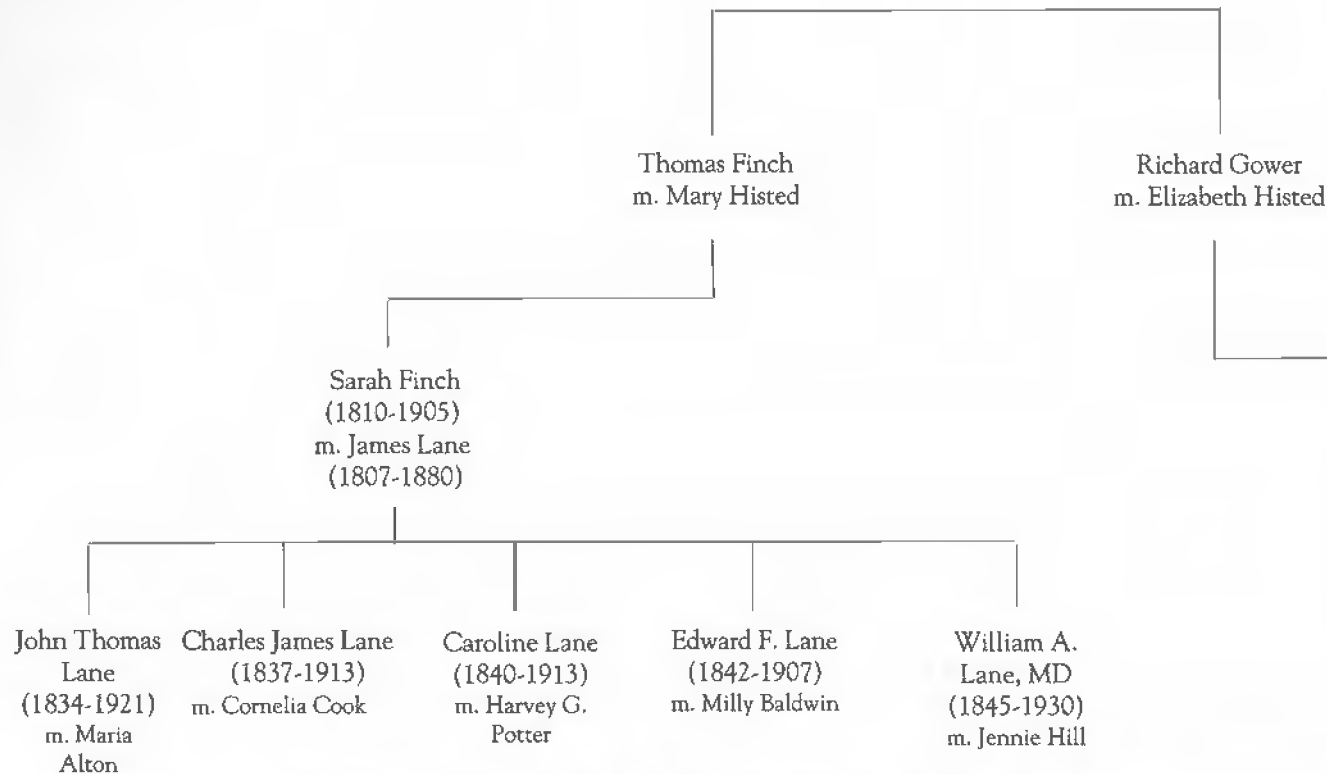 Thomas Finch
m. Mary Histed
Richard Gower
m. Elizabeth Histed
Sarah Finch
(1810-1905)
m. James Lane
(1807-1880)
John Thomas
Lane
(1834-1921)
m. Maria
Alton
Charles James Lane
(1837-1913)
m. Cornelia Cook
Caroline Lane
(1840-1913)
m. Harvey G.
Potter
Edward F. Lane
(1842-1907)
m. Milly Baldwin
William A.
Lane, MD
(1845-1930)
m. Jennie Hill